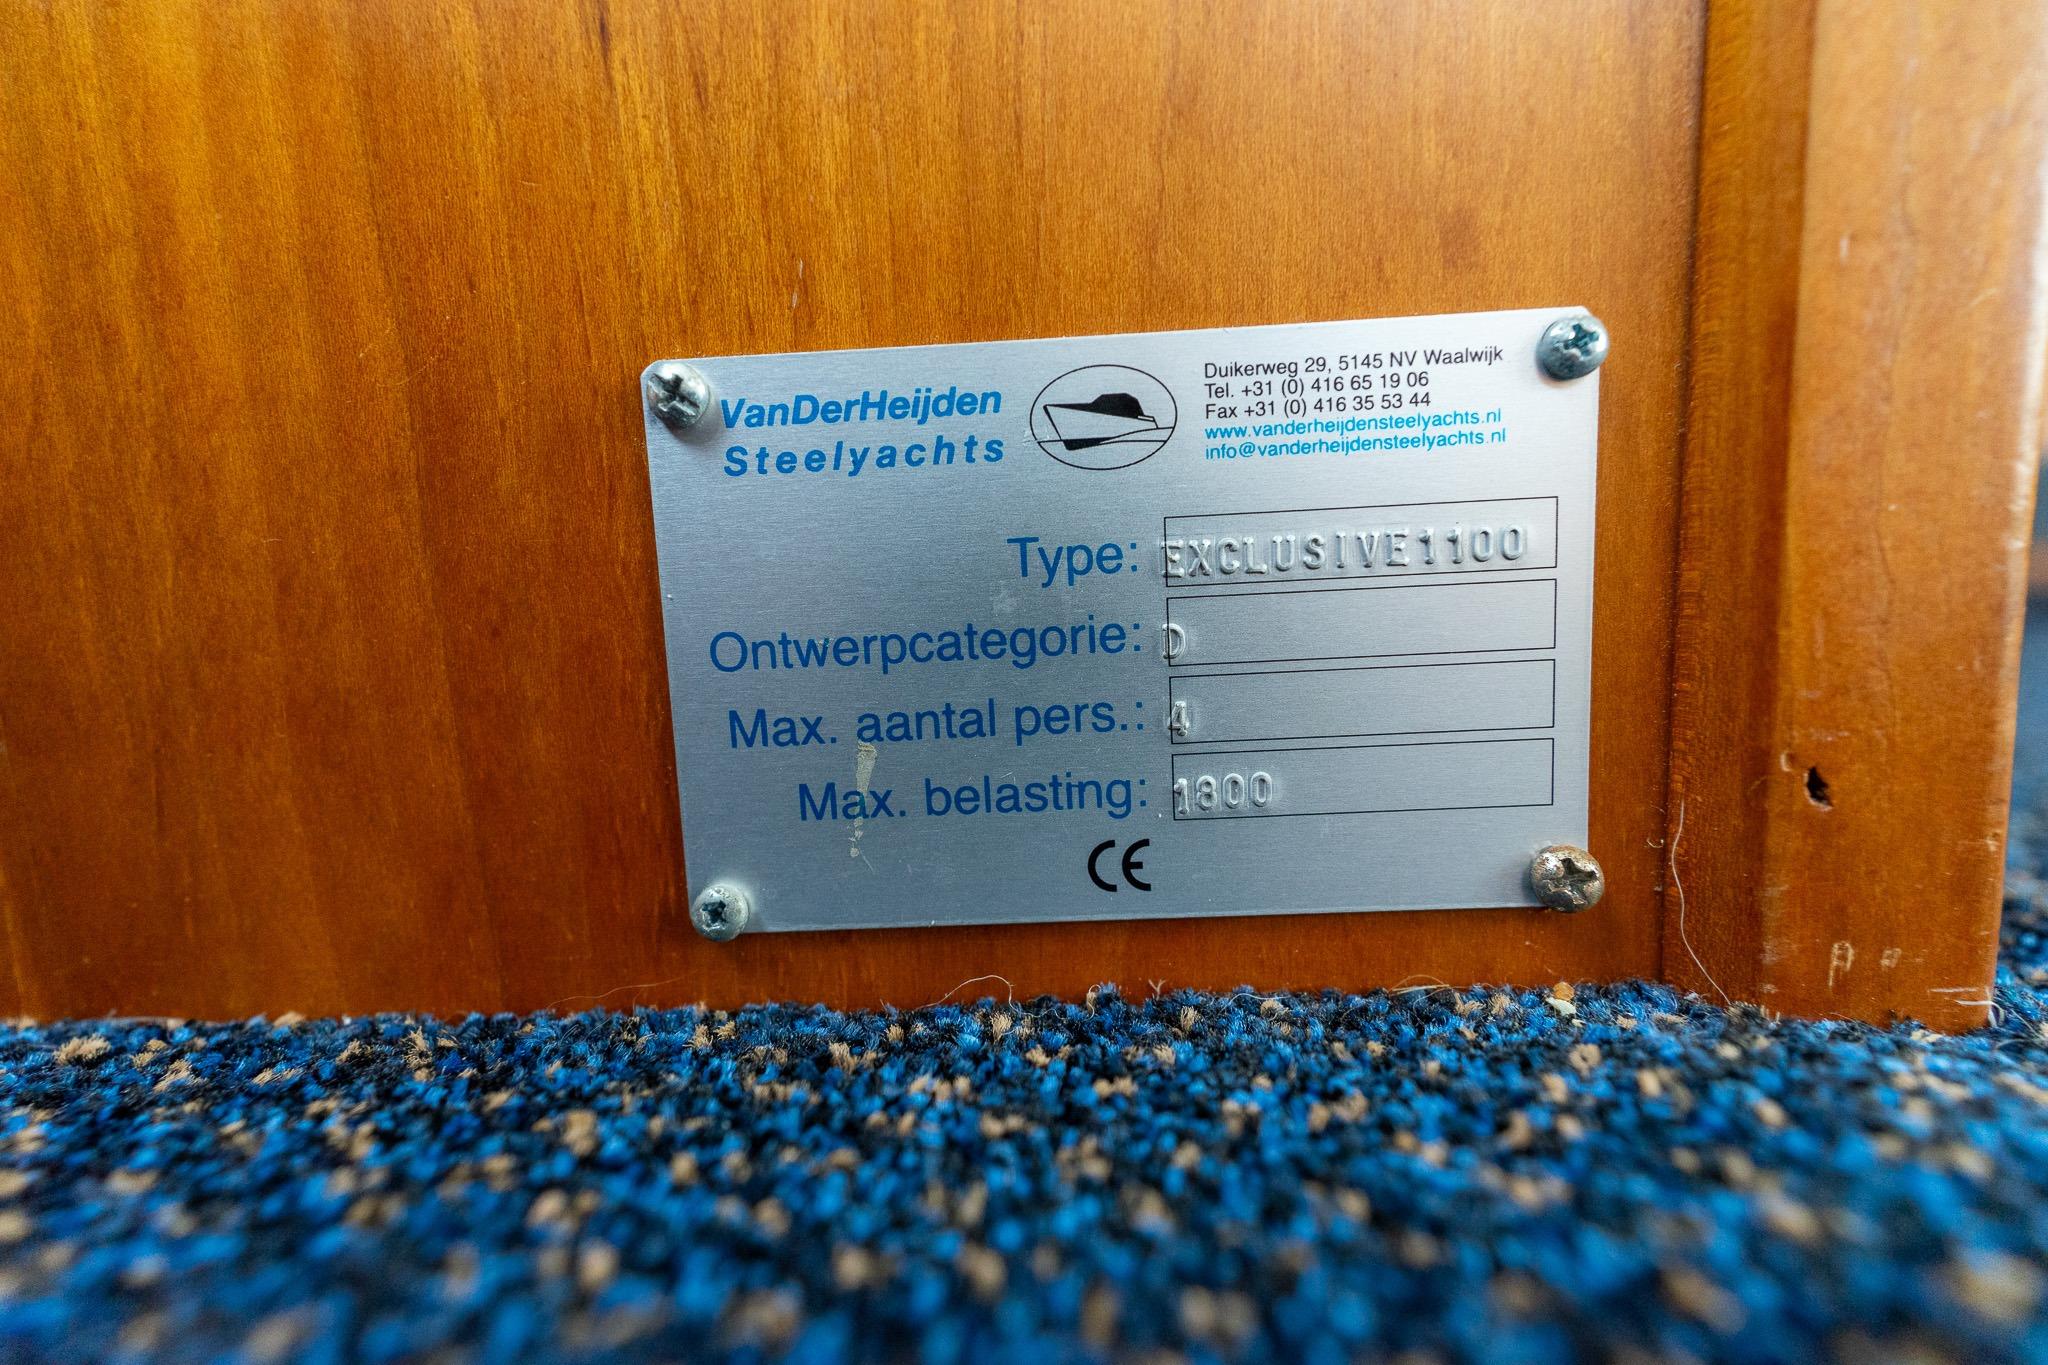 VanDerHeijden
Steelyachts
Duikerweg 29, 5145 NV Waalwijk
Tel. +31 (0) 416 65 19 06
Fax +31 (0) 416 35 53 44
www.vanderheijdensteelyachts.nl
info@vanderheijdensteelyachts.nl
Type: EXCLUSIVE1100
Ontwerpcategorie: D
Max. aantal pers.: 4
Max. belasting: 1800
CE